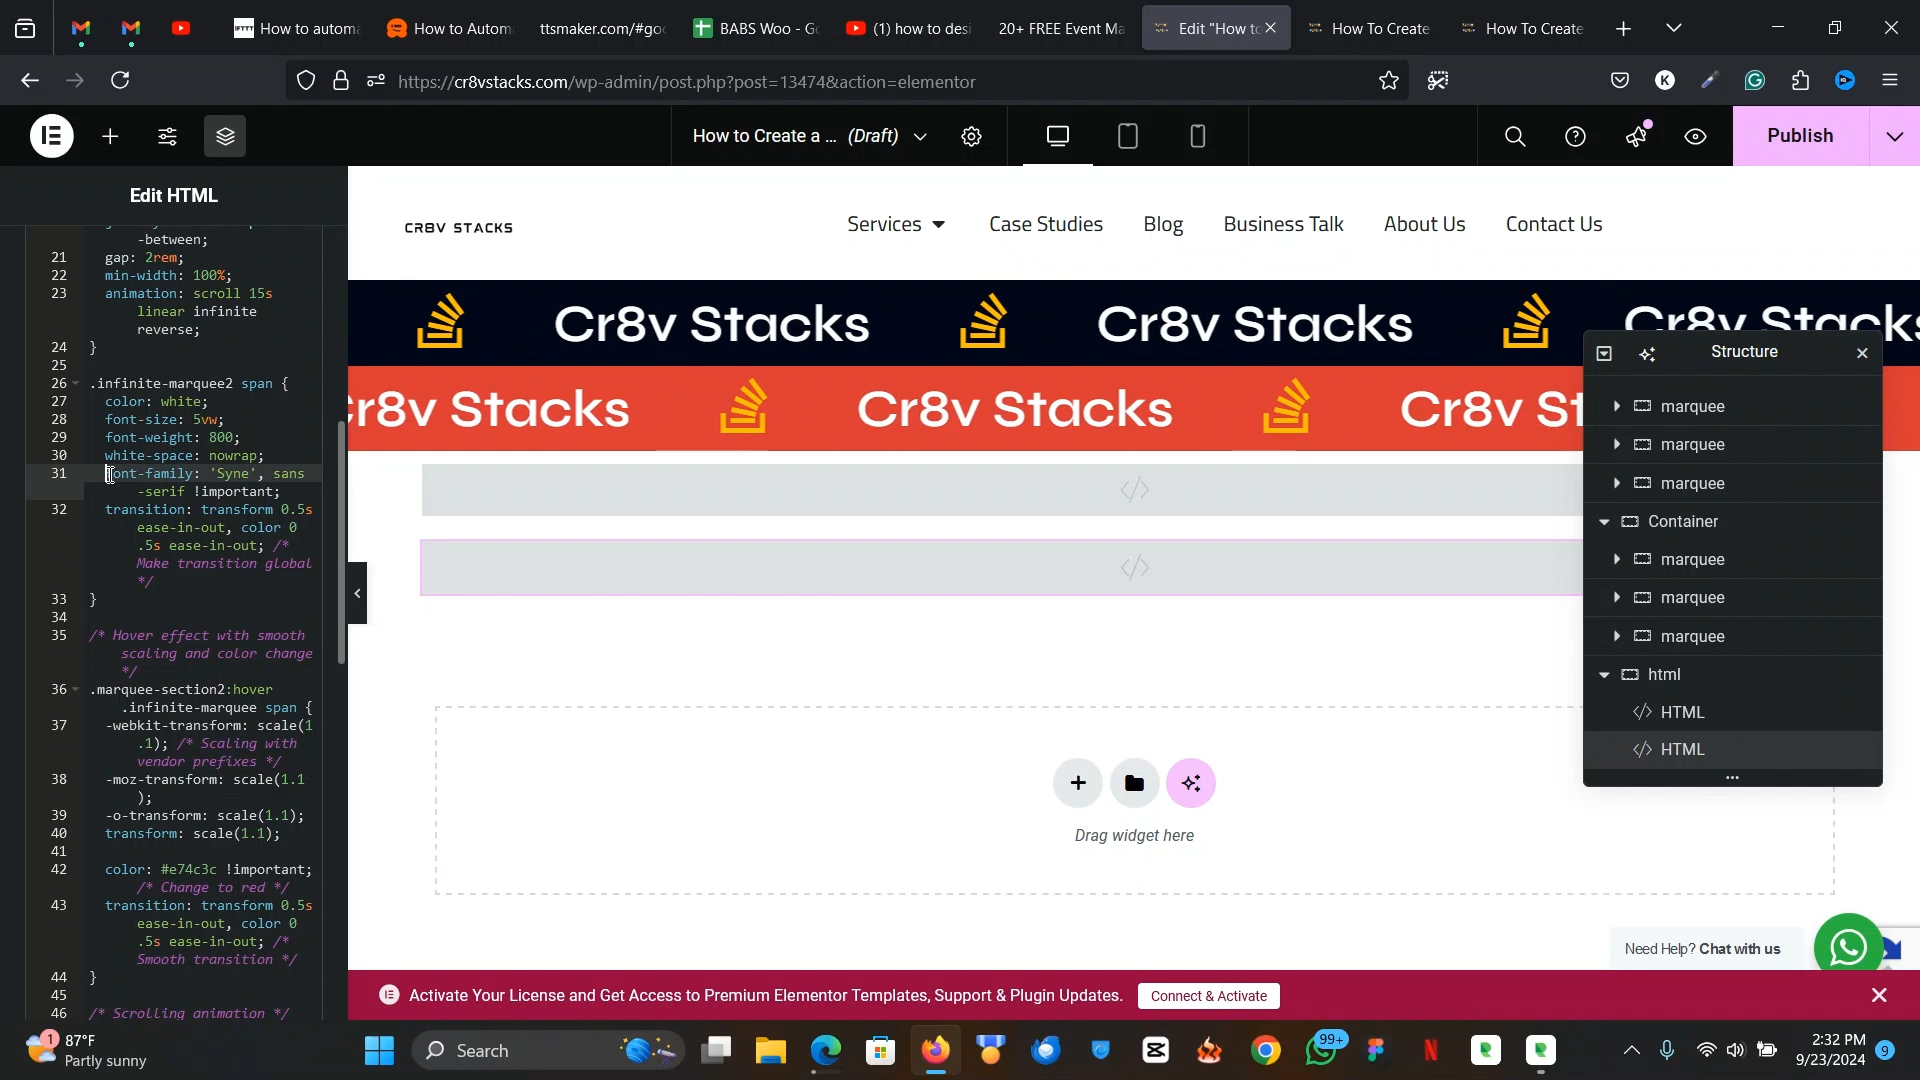 How to automa
How to Autom
ttsmaker.com/#goo
BABS Woo - Go
(1) how to desi
20+ FREE Event Ma
Edit "How to
How To Create
How To Create
https://cr8vstacks.com/wp-admin/post.php?post=13474&action=elementor
How to Create a ... (Draft)
Publish
Edit HTML
CR8V STACKS
Services
Case Studies
Blog
Business Talk
About Us
Contact Us
-between;
21 gap: 2rem;
22 min-width: 100%;
23 animation: scroll 15s
linear infinite
reverse;
24 }
25
26 .infinite-marquee2 span {
27 color: white;
28 font-size: 5vw;
29 font-weight: 800;
30 white-space: nowrap;
31 font-family: 'Syne', sans
-serif !important;
32 transition: transform 0.5s
ease-in-out, color 0
.5s ease-in-out; /*
Make transition global
*/
33 }
34
35 /* Hover effect with smooth
scaling and color change
*/
36 .marquee-section2:hover
.infinite-marquee span {
37 -webkit-transform: scale(1
.1); /* Scaling with
vendor prefixes */
38 -moz-transform: scale(1.1
);
39 -o-transform: scale(1.1);
40 transform: scale(1.1);
41
42 color: #e74c3c !important;
/* Change to red */
43 transition: transform 0.5s
ease-in-out, color 0
.5s ease-in-out; /*
Smooth transition */
44 }
45
46 /* Scrolling animation */
Cr8v Stacks Cr8v Stacks Cr8v Stacks
Cr8v Stacks Cr8v Stacks Cr8v St
Structure
marquee
marquee
marquee
Container
marquee
marquee
marquee
html
HTML
HTML
Drag widget here
Need Help? Chat with us
Activate Your License and Get Access to Premium Elementor Templates, Support & Plugin Updates.
Connect & Activate
1
87°F
Partly sunny
Search
99+
2:32 PM
9/23/2024
9